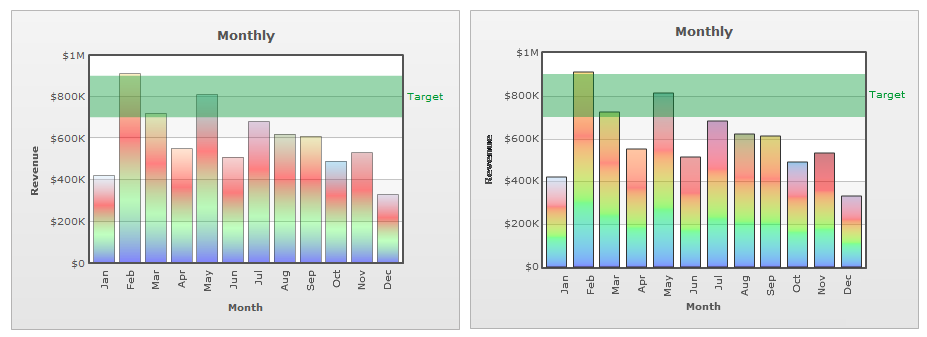 Monthly
$1M
$800K
$600K
$400K
$200K
$0
Revenue
Target
Jan Feb Mar Apr May Jun Jul Aug Sep Oct Nov Dec
Month
Monthly
$1M
$800K
$600K
$400K
$200K
$0
Revenue
Target
Jan Feb Mar Apr May Jun Jul Aug Sep Oct Nov Dec
Month